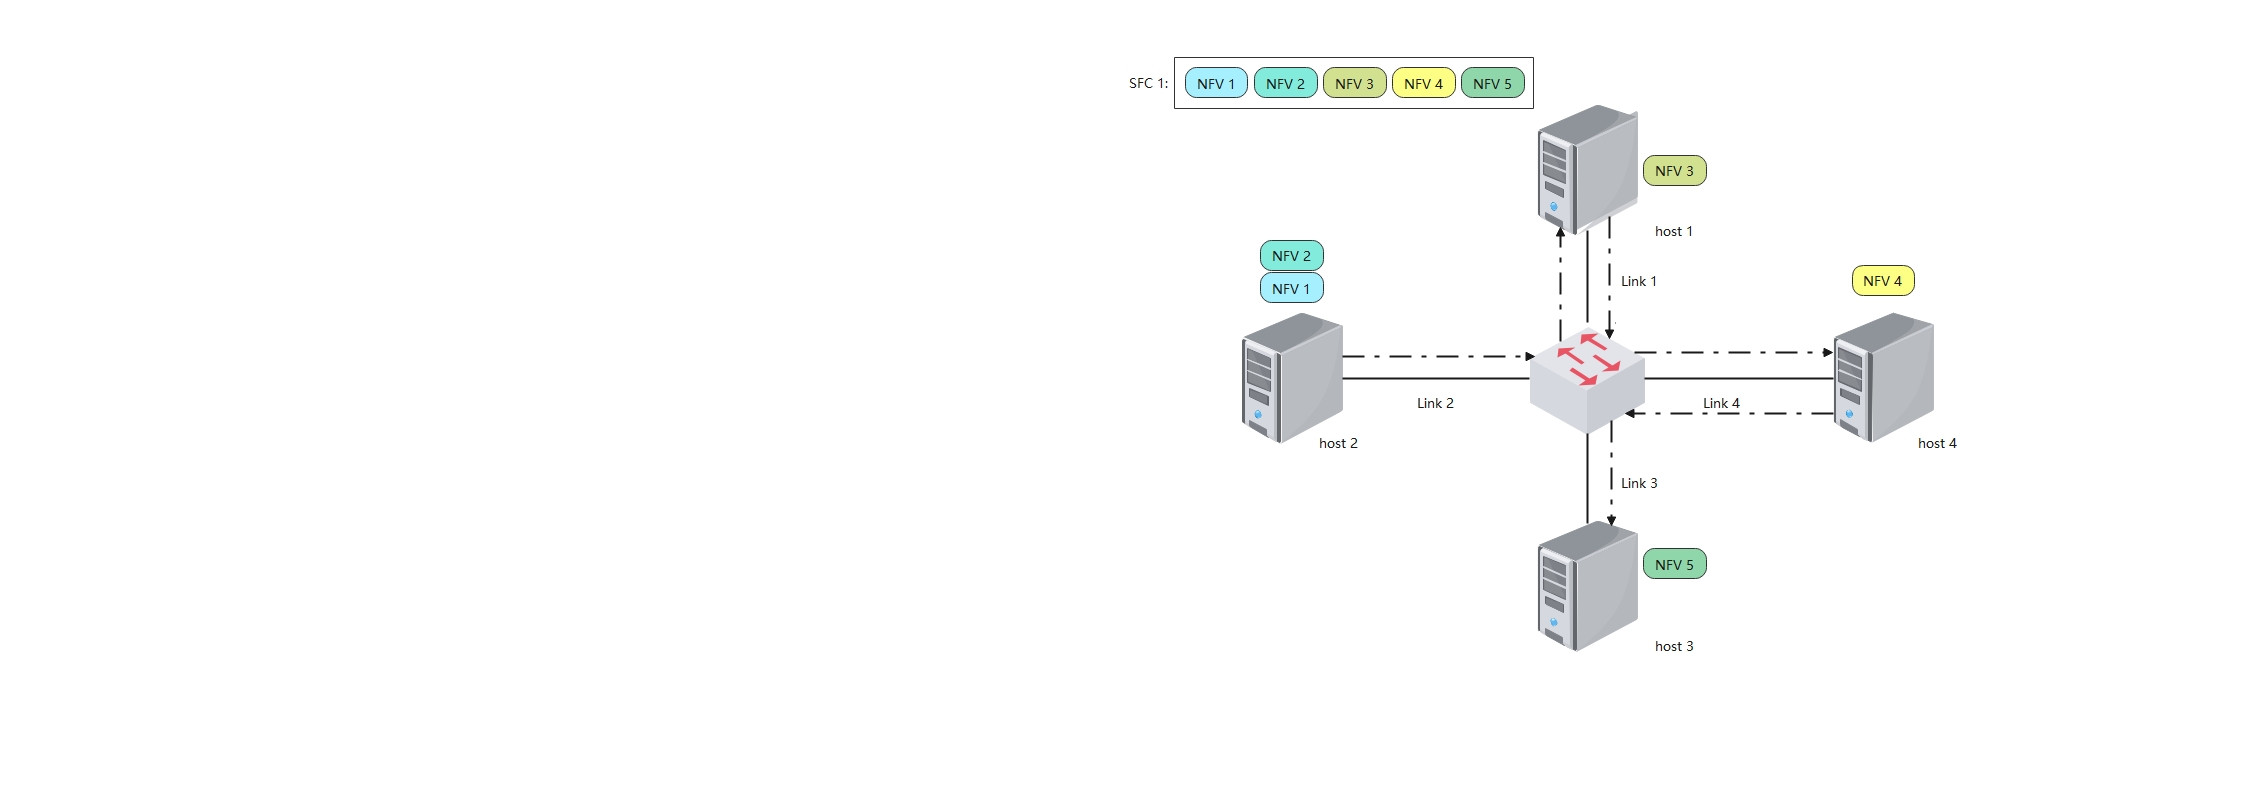 SFC 1: NFV 1 NFV 2 NFV 3 NFV 4 NFV 5
NFV 3
host 1
NFV 2
NFV 1
Link 1
NFV 4
Link 2
Link 4
host 2
host 4
Link 3
NFV 5
host 3